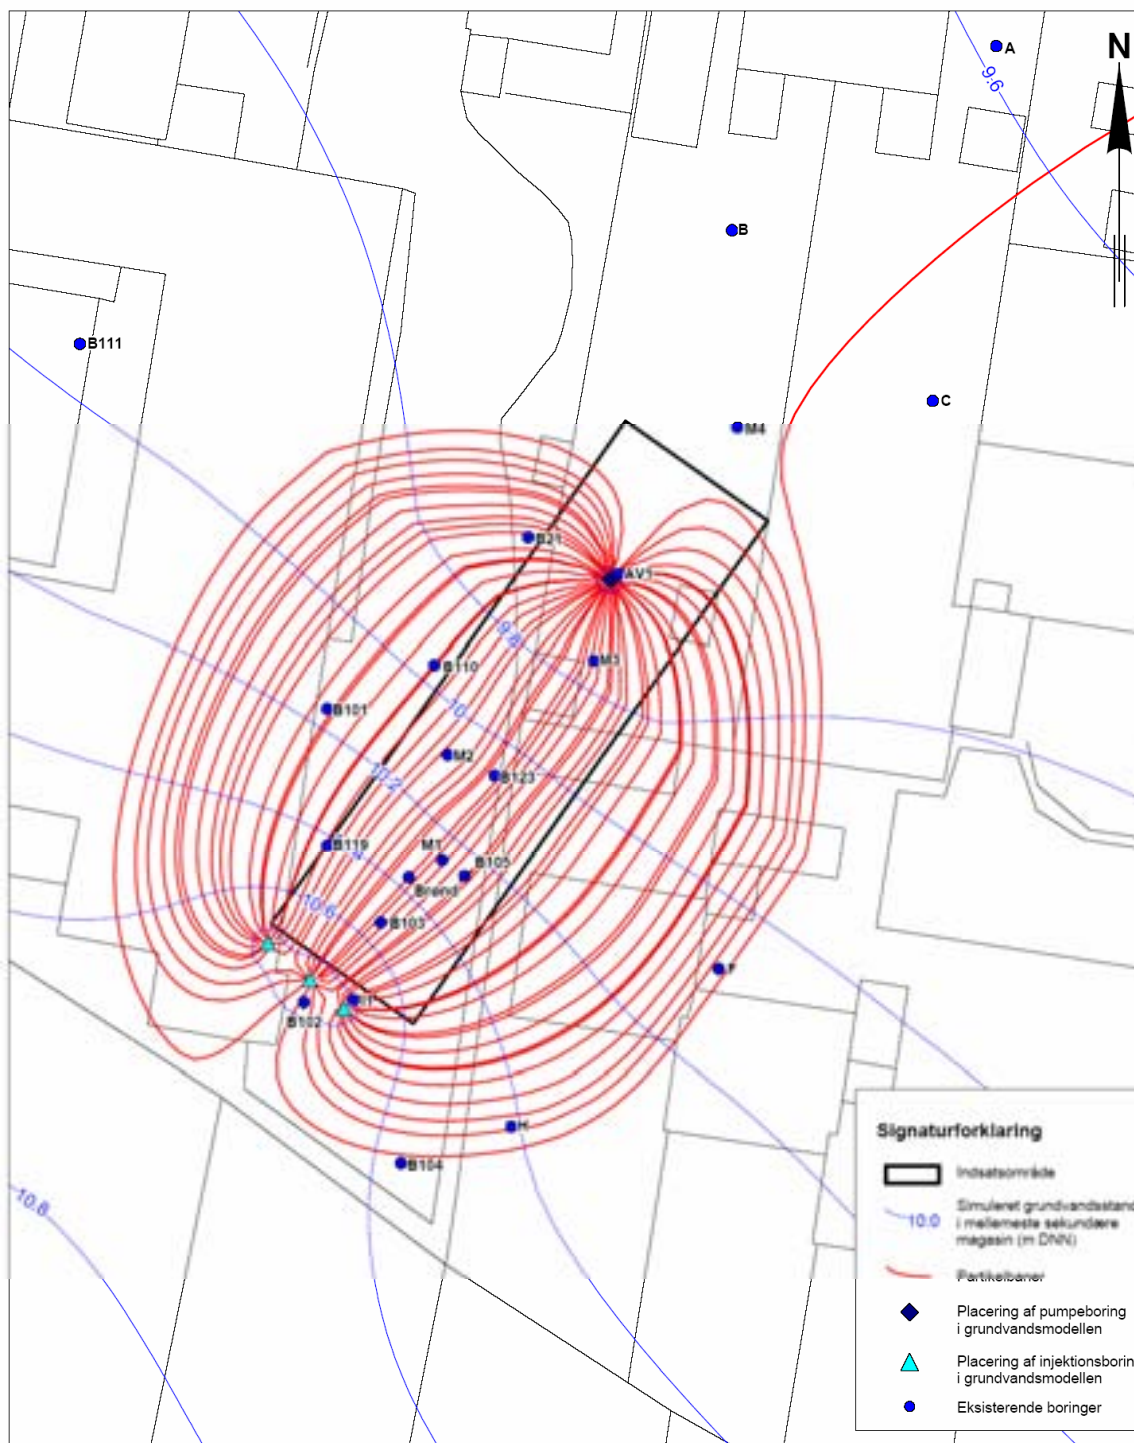 A
N
9.6
B
B111
C
M4
B21
AV1
9.8
M3
B110
10
B101
M2
10.2
B123
B119
M1
B105
Brønd
10.6
B103
F
B102
H
B104
10.8
Signaturforklaring
Indsatsområde
Simuleret grundvandsstand
10.0
i mellemste sekundære
magasin (m DNN)
Partikelbaner
Placering af pumpeboring
i grundvandsmodellen
Placering af injektionsborin
i grundvandsmodellen
Eksisterende boringer